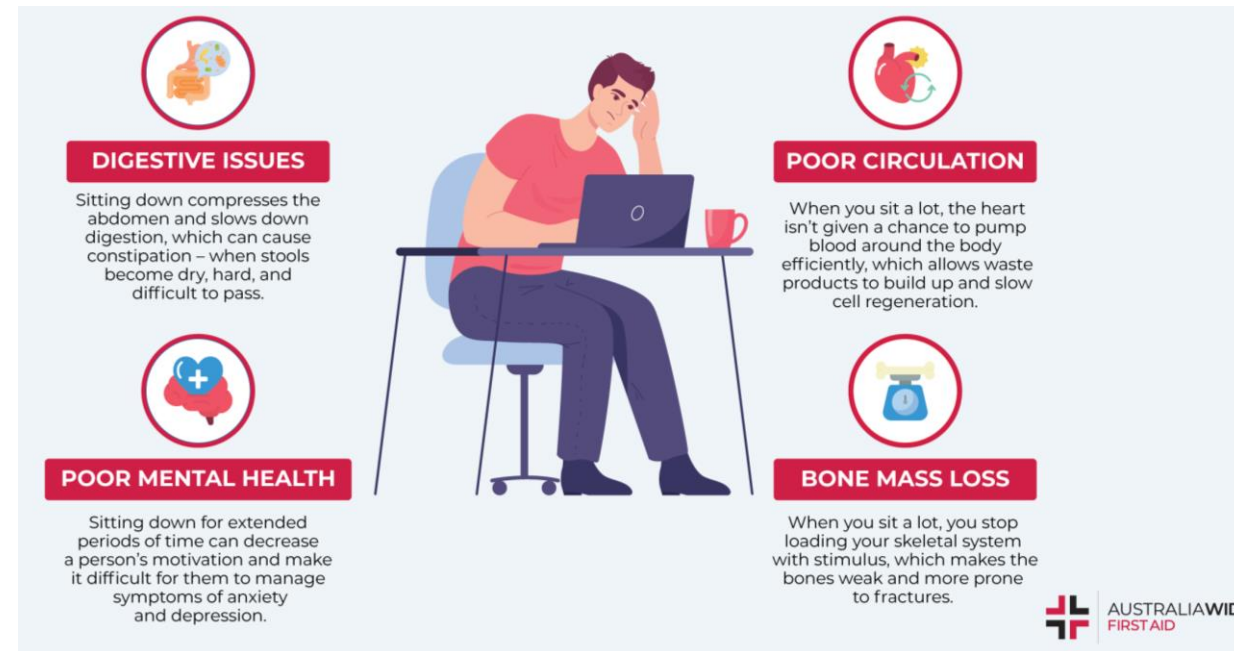 DIGESTIVE ISSUES
Sitting down compresses the
abdomen and slows down
digestion, which can cause
constipation – when stools
become dry, hard, and
difficult to pass.
POOR CIRCULATION
When you sit a lot, the heart
isn't given a chance to pump
blood around the body
efficiently, which allows waste
products to build up and slow
cell regeneration.
POOR MENTAL HEALTH
Sitting down for extended
periods of time can decrease
a person's motivation and make
it difficult for them to manage
symptoms of anxiety
and depression.
BONE MASS LOSS
When you sit a lot, you stop
loading your skeletal system
with stimulus, which makes the
bones weak and more prone
to fractures.
1
AUSTRALIAWID
FIRST AID